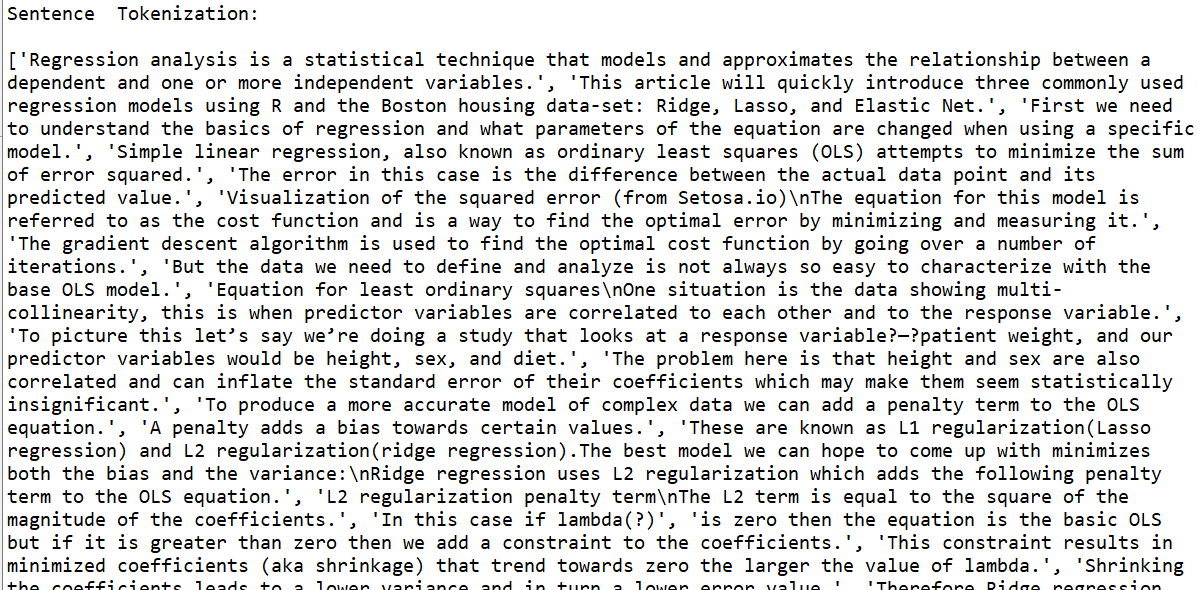 Sentence  Tokenization:
['Regression analysis is a statistical technique that models and approximates the relationship between a
dependent and one or more independent variables.', 'This article will quickly introduce three commonly used
regression models using R and the Boston housing data-set: Ridge, Lasso, and Elastic Net.', 'First we need
to understand the basics of regression and what parameters of the equation are changed when using a specific
model.', 'Simple linear regression, also known as ordinary least squares (OLS) attempts to minimize the sum
of error squared.', 'The error in this case is the difference between the actual data point and its
predicted value.', 'Visualization of the squared error (from Setosa.io)\nThe equation for this model is
referred to as the cost function and is a way to find the optimal error by minimizing and measuring it.',
'The gradient descent algorithm is used to find the optimal cost function by going over a number of
iterations.', 'But the data we need to define and analyze is not always so easy to characterize with the
base OLS model.', 'Equation for least ordinary squares\nOne situation is the data showing multi-
collinearity, this is when predictor variables are correlated to each other and to the response variable.',
'To picture this let’s say we’re doing a study that looks at a response variable?—?patient weight, and our
predictor variables would be height, sex, and diet.', 'The problem here is that height and sex are also
correlated and can inflate the standard error of their coefficients which may make them seem statistically
insignificant.', 'To produce a more accurate model of complex data we can add a penalty term to the OLS
equation.', 'A penalty adds a bias towards certain values.', 'These are known as L1 regularization(Lasso
regression) and L2 regularization(ridge regression).The best model we can hope to come up with minimizes
both the bias and the variance:\nRidge regression uses L2 regularization which adds the following penalty
term to the OLS equation.', 'L2 regularization penalty term\nThe L2 term is equal to the square of the
magnitude of the coefficients.', 'In this case if lambda(?)', 'is zero then the equation is the basic OLS
but if it is greater than zero then we add a constraint to the coefficients.', 'This constraint results in
minimized coefficients (aka shrinkage) that trend towards zero the larger the value of lambda.', 'Shrinking
the coefficients leads to a lower variance and in turn a lower error value.', 'Therefore Ridge regression